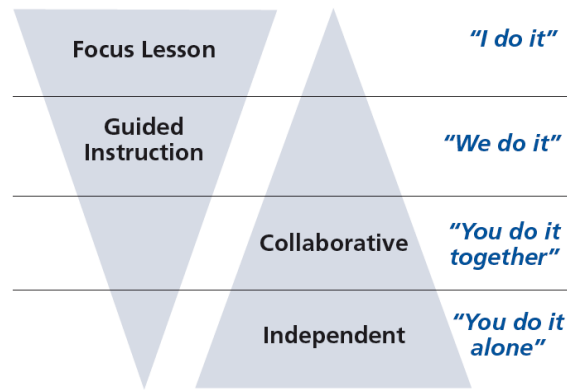 Focus Lesson
“I do it”
Guided
Instruction
“We do it”
Collaborative
“You do it
together”
Independent
“You do it
alone”